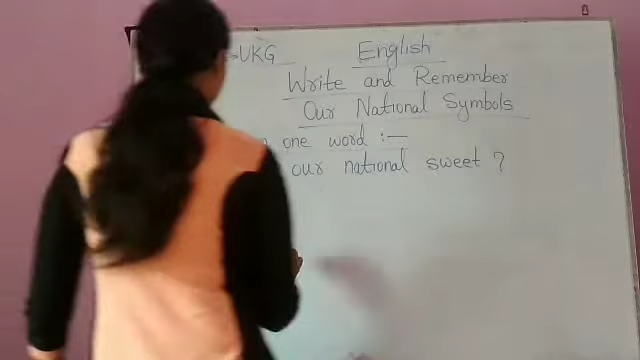 UKG English
Write and Remember
Our National Symbols
one word :-
our national sweet ?